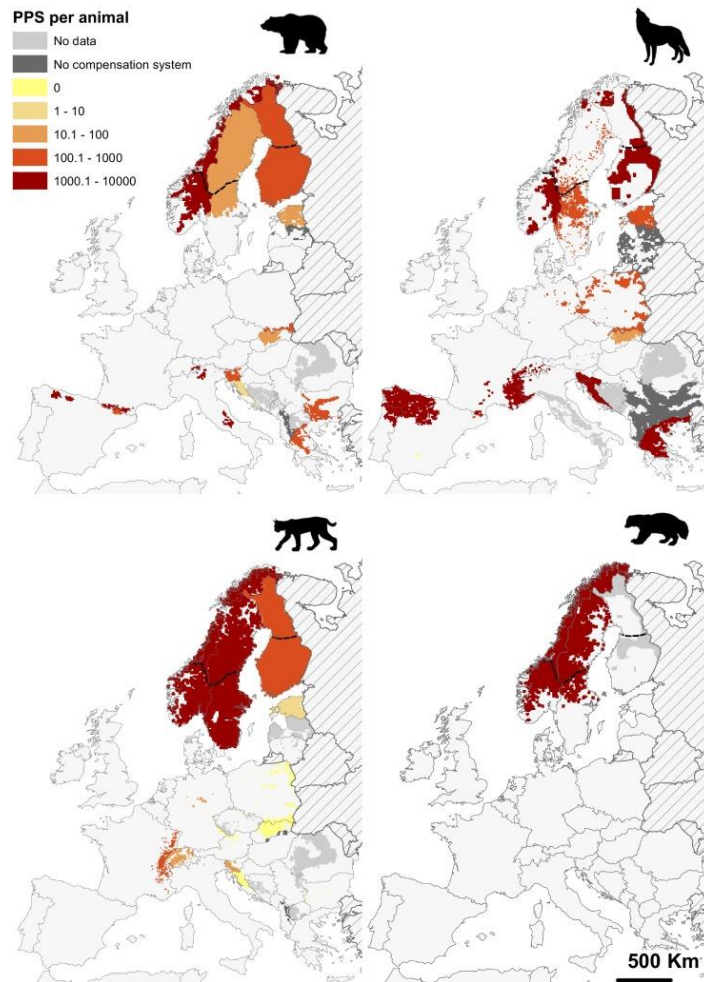 PPS per animal
No data
No compensation system
0
1 - 10
10.1 - 100
100.1 - 1000
1000.1 - 10000
500 Km